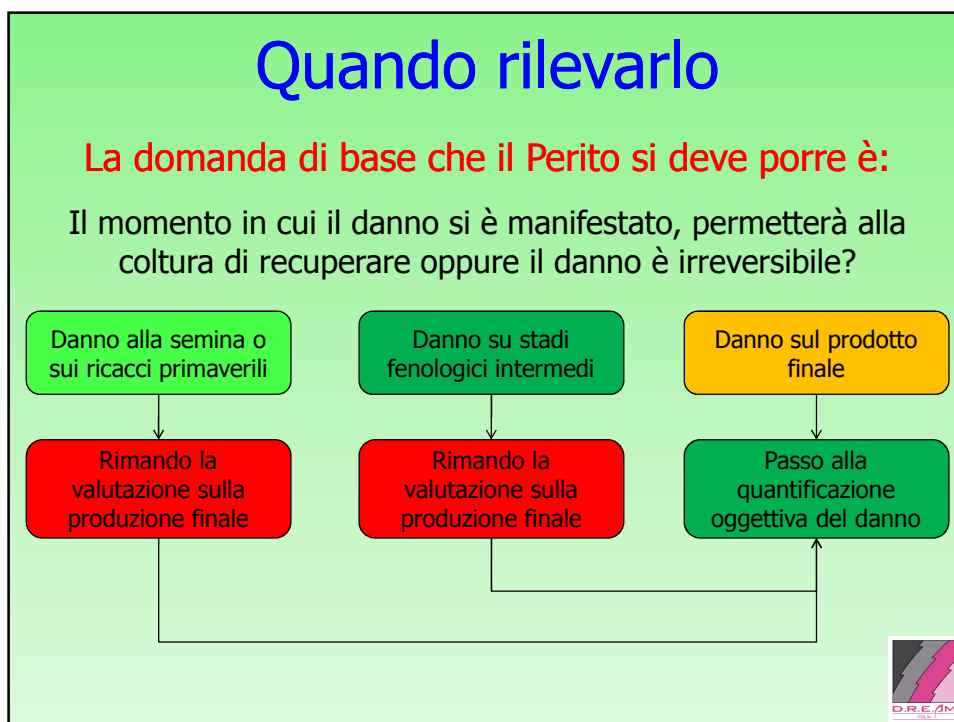 Quando rilevarlo
La domanda di base che il Perito si deve porre è:
Il momento in cui il danno si è manifestato, permetterà alla
coltura di recuperare oppure il danno è irreversibile?
Danno alla semina o
sui ricacci primaverili
Danno su stadi
fenologici intermedi
Danno sul prodotto
finale
Rimando la
valutazione sulla
produzione finale
Rimando la
valutazione sulla
produzione finale
Passo alla
quantificazione
oggettiva del danno
D.R.E.AM
ITALIA